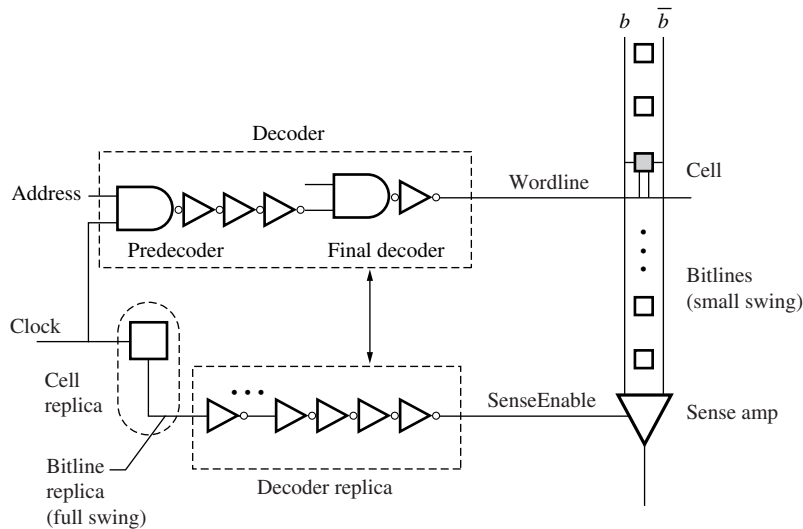 b b̅
Decoder
Address
Wordline
Cell
Predecoder
Final decoder
Bitlines
(small swing)
Clock
Cell
replica
SenseEnable
Sense amp
Bitline
replica
(full swing)
Decoder replica